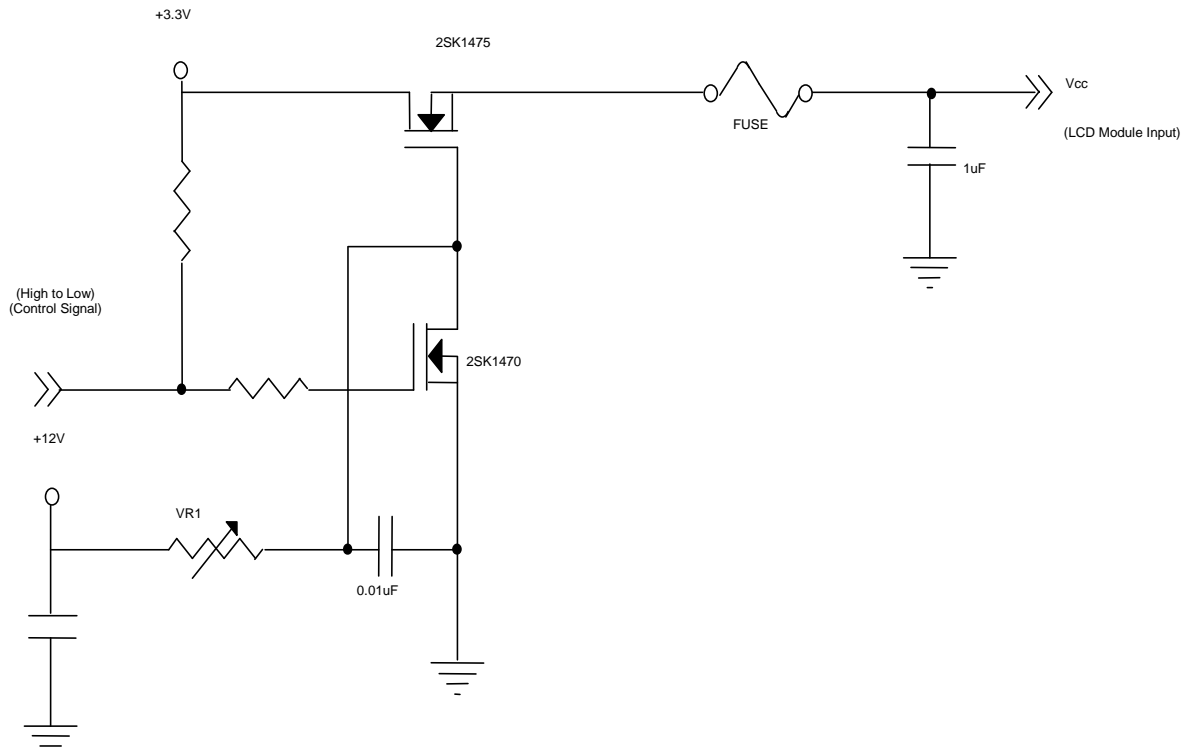 +3.3V
2SK1475
Vcc
FUSE
(LCD Module Input)
1uF
(High to Low)
(Control Signal)
2SK1470
+12V
VR1
0.01uF